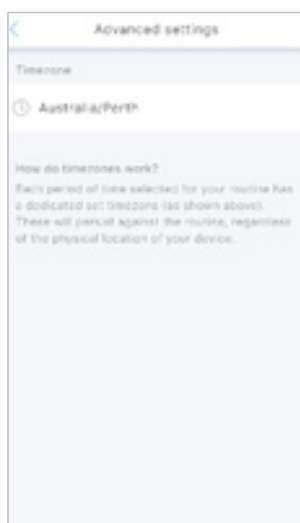 Advanced settings
Timezone
Australia/Perth
How do timezones work?
Each period of time selected for your routine has
a dedicated set timezone (as shown above).
These will persist against the routine, regardless
of the physical location of your device.